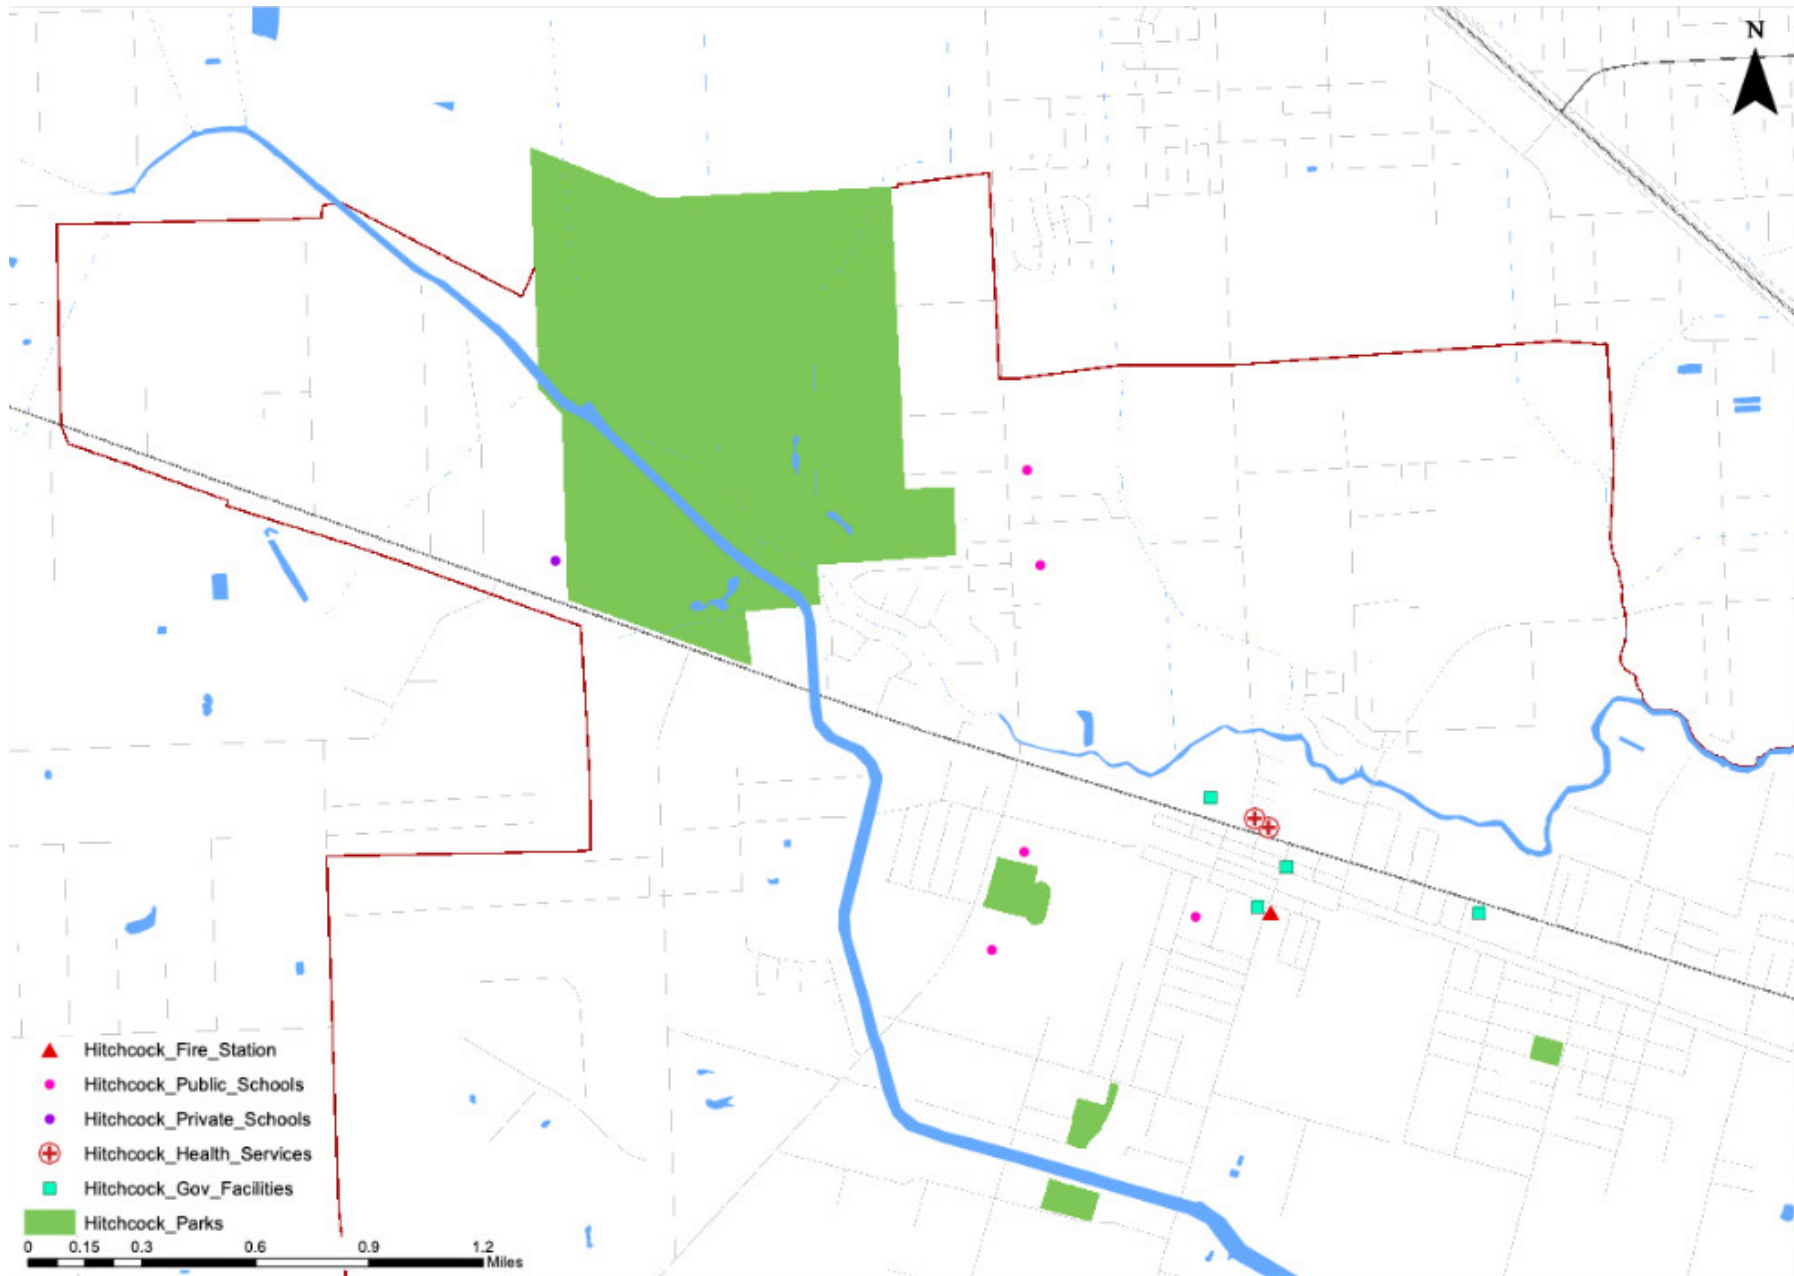 N
Hitchcock_Fire_Station
Hitchcock_Public_Schools
Hitchcock_Private_Schools
Hitchcock_Health_Services
Hitchcock_Gov_Facilities
Hitchcock_Parks
0 0.15 0.3 0.6 0.9 1.2
Miles